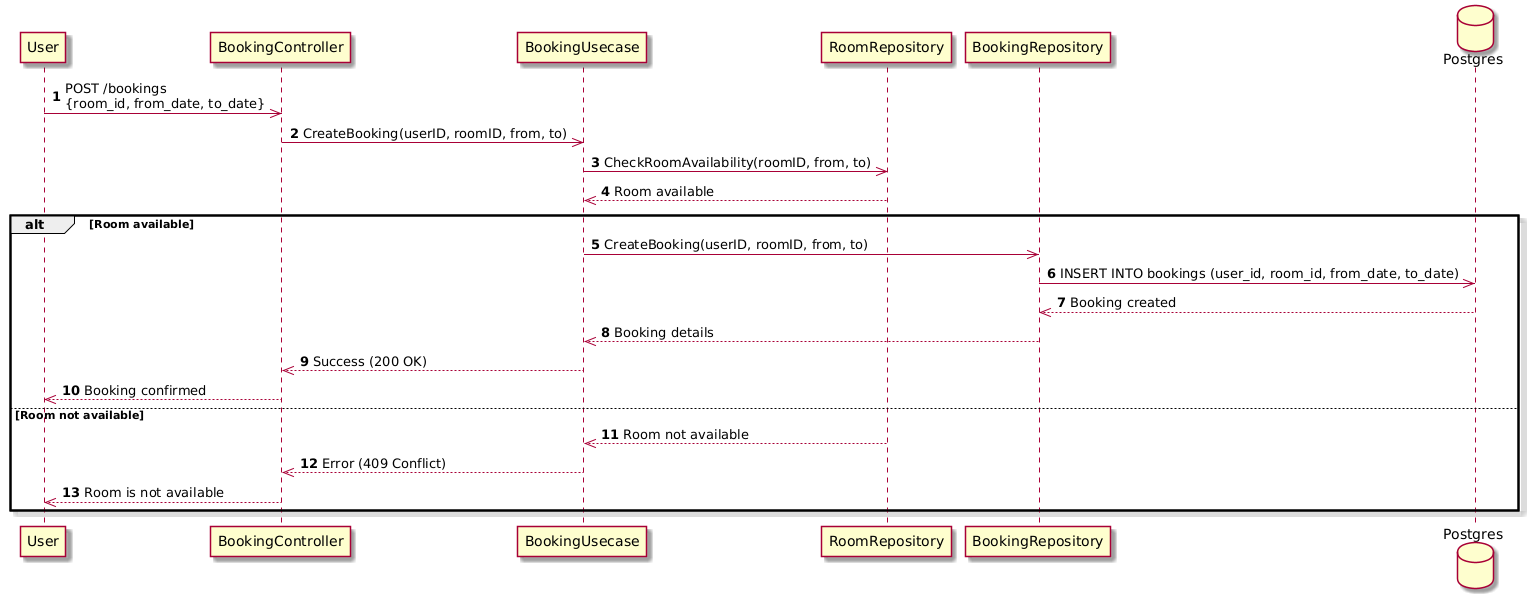 User
BookingController
BookingUsecase
RoomRepository
BookingRepository
Postgres
1 POST /bookings
{room_id, from_date, to_date}
2 CreateBooking(userID, roomID, from, to)
3 CheckRoomAvailability(roomID, from, to)
4 Room available
alt [Room available]
5 CreateBooking(userID, roomID, from, to)
6 INSERT INTO bookings (user_id, room_id, from_date, to_date)
7 Booking created
8 Booking details
9 Success (200 OK)
10 Booking confirmed
[Room not available]
11 Room not available
12 Error (409 Conflict)
13 Room is not available
User
BookingController
BookingUsecase
RoomRepository
BookingRepository
Postgres